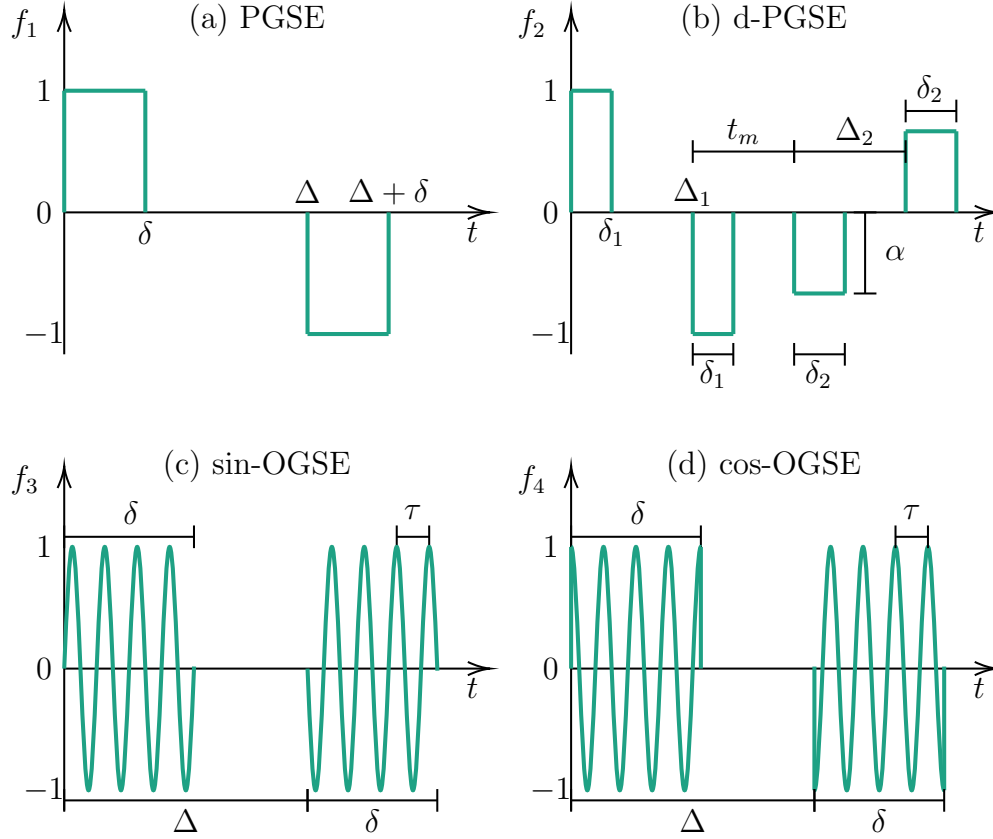 (a) PGSE
f₁
1
0
−1
δ
Δ
Δ + δ
t
(b) d-PGSE
f₂
1
0
−1
δ₁
Δ₁
t_m
Δ₂
δ₂
α
t
δ₁
δ₂
(c) sin-OGSE
f₃
δ
τ
1
0
−1
t
Δ
δ
(d) cos-OGSE
f₄
δ
τ
1
0
−1
t
Δ
δ